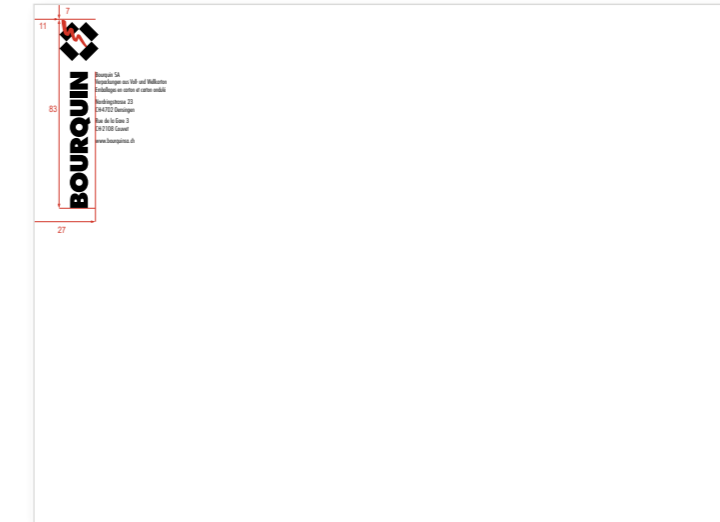 7
11
83
27
BOURQUIN
Bourquin SA
Verpackungen aus Voll- und Wellkarton
Emballages en carton et carton ondulé
Nordringstrasse 23
CH-4702 Oensingen
Rue de la Gare 3
CH-2108 Couvet
www.bourquinsa.ch